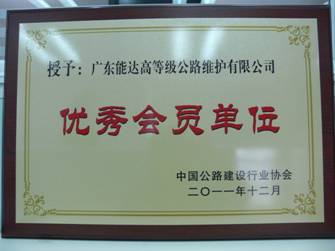 授予：广东能达高等级公路维护有限公司
优秀会员单位
中国公路建设行业协会
二〇一一年十二月